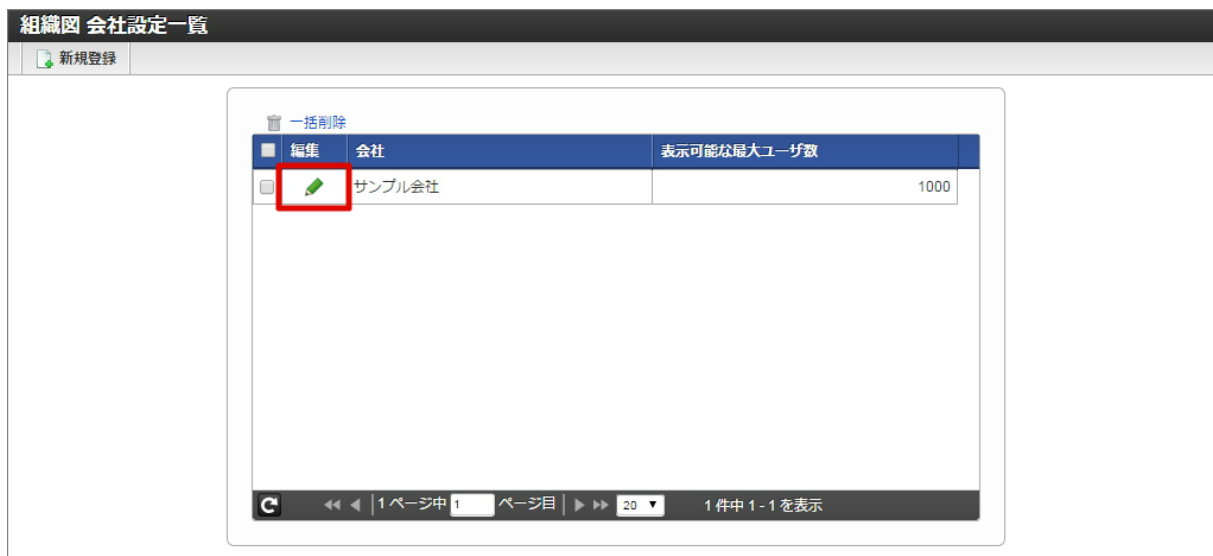 組織図 会社設定一覧
新規登録
一括削除
編集 会社 表示可能な最大ユーザ数
サンプル会社 1000
1 ページ中 1 ページ目 20 1 件中 1 - 1 を表示